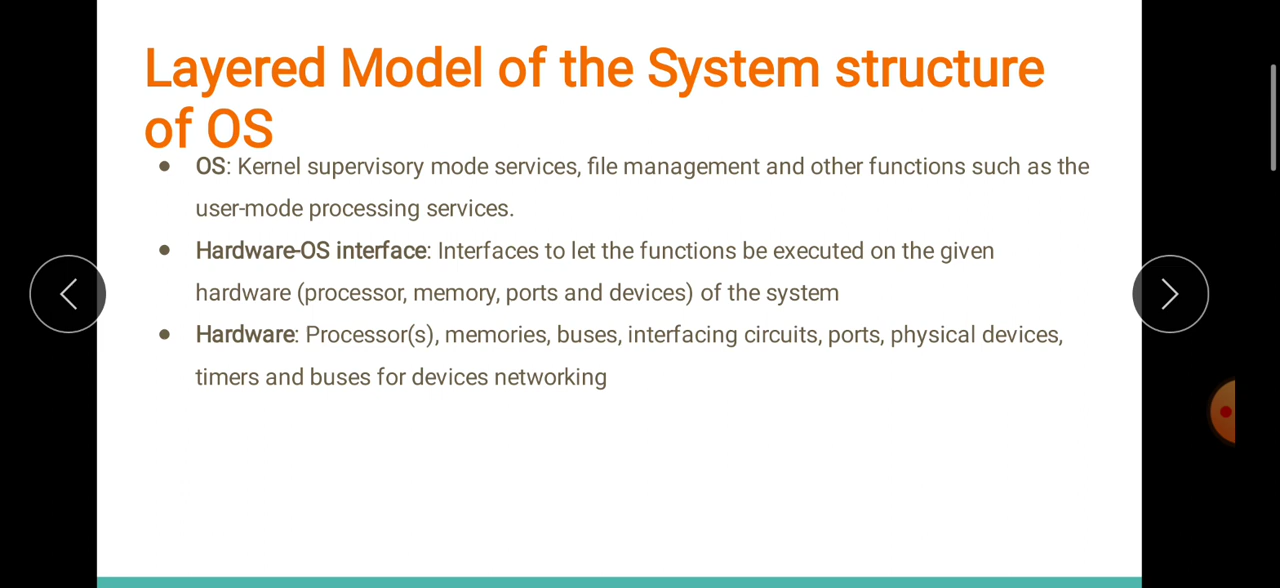 Layered Model of the System structure
of OS
● OS: Kernel supervisory mode services, file management and other functions such as the
user-mode processing services.
● Hardware-OS interface: Interfaces to let the functions be executed on the given
hardware (processor, memory, ports and devices) of the system
● Hardware: Processor(s), memories, buses, interfacing circuits, ports, physical devices,
timers and buses for devices networking